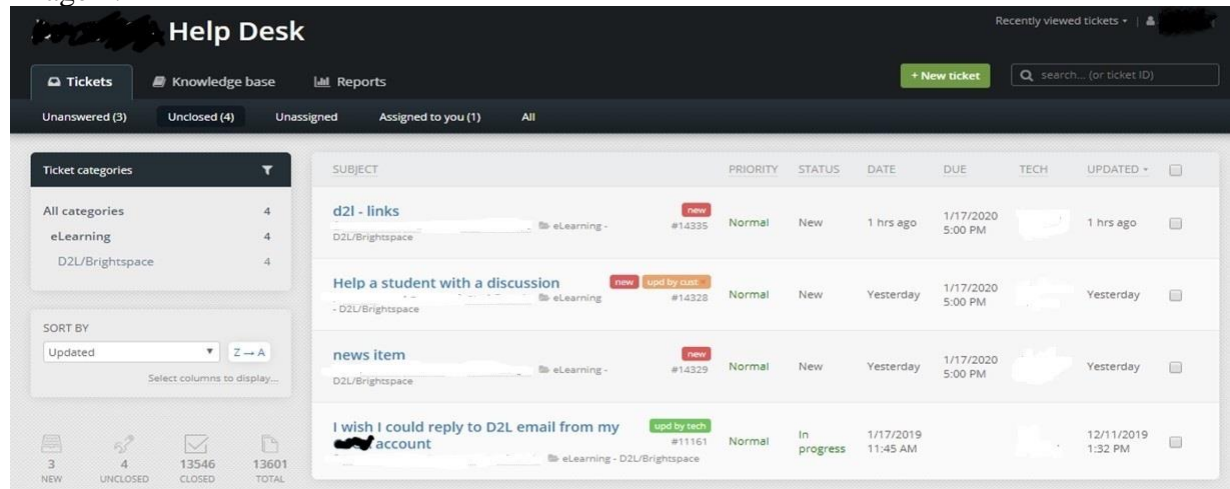 Help Desk
Recently viewed tickets
Tickets
Knowledge base
Reports
+ New ticket
search... (or ticket ID)
Unanswered (3)
Unclosed (4)
Unassigned
Assigned to you (1)
All
Ticket categories
All categories 4
eLearning 4
D2L/Brightspace 4
SORT BY
Updated
Z → A
Select columns to display...
3 NEW
4 UNCLOSED
13546 CLOSED
13601 TOTAL
SUBJECT PRIORITY STATUS DATE DUE TECH UPDATED
d2l - links new
eLearning - #14335 Normal New 1 hrs ago 1/17/2020 5:00 PM 1 hrs ago
D2L/Brightspace
Help a student with a discussion new upd by cust
eLearning #14328 Normal New Yesterday 1/17/2020 5:00 PM Yesterday
- D2L/Brightspace
news item new
eLearning - #14329 Normal New Yesterday 1/17/2020 5:00 PM Yesterday
D2L/Brightspace
I wish I could reply to D2L email from my upd by tech
account #11161 Normal In progress 1/17/2019 11:45 AM 12/11/2019 1:32 PM
eLearning - D2L/Brightspace